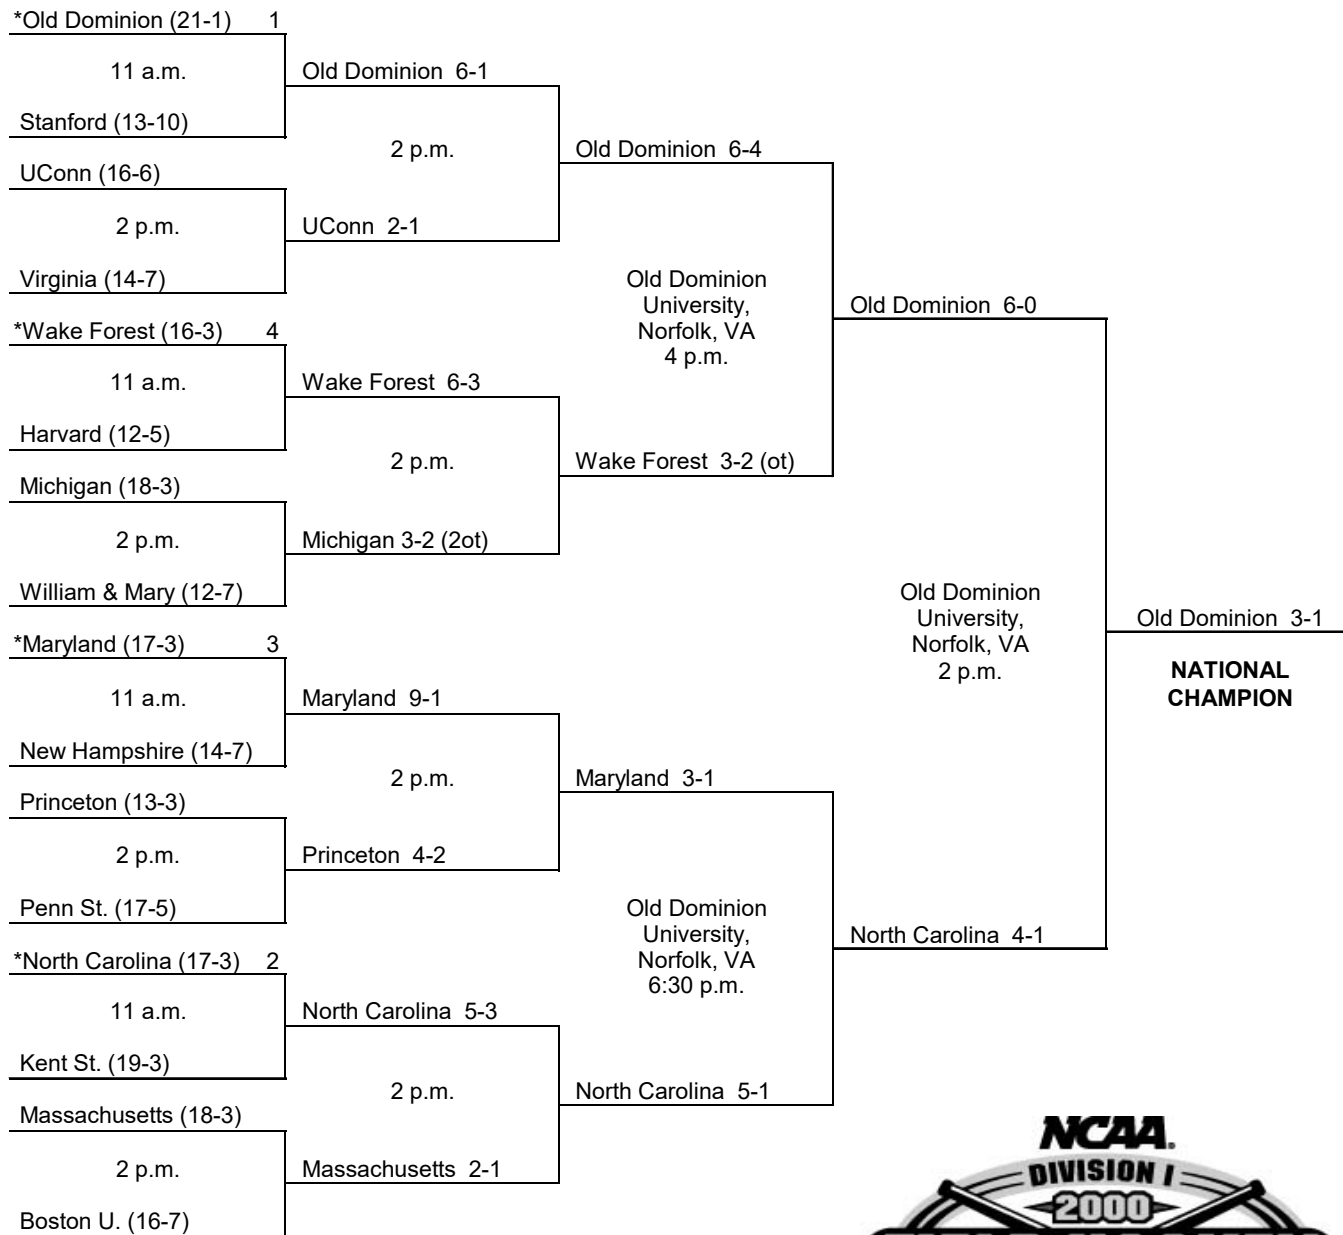 *Old Dominion (21-1) 1
11 a.m.
Stanford (13-10)
UConn (16-6)
2 p.m.
Virginia (14-7)
*Wake Forest (16-3) 4
11 a.m.
Harvard (12-5)
Michigan (18-3)
2 p.m.
William & Mary (12-7)
*Maryland (17-3) 3
11 a.m.
New Hampshire (14-7)
Princeton (13-3)
2 p.m.
Penn St. (17-5)
*North Carolina (17-3) 2
11 a.m.
Kent St. (19-3)
Massachusetts (18-3)
2 p.m.
Boston U. (16-7)
Old Dominion 6-1
2 p.m.
UConn 2-1
Wake Forest 6-3
2 p.m.
Michigan 3-2 (2ot)
Maryland 9-1
2 p.m.
Princeton 4-2
North Carolina 5-3
2 p.m.
Massachusetts 2-1
Old Dominion 6-4
Old Dominion
University,
Norfolk, VA
4 p.m.
Wake Forest 3-2 (ot)
Maryland 3-1
Old Dominion
University,
Norfolk, VA
6:30 p.m.
North Carolina 5-1
Old Dominion 6-0
Old Dominion
University,
Norfolk, VA
2 p.m.
North Carolina 4-1
Old Dominion 3-1
NATIONAL
CHAMPION
NCAA.
DIVISION I
2000